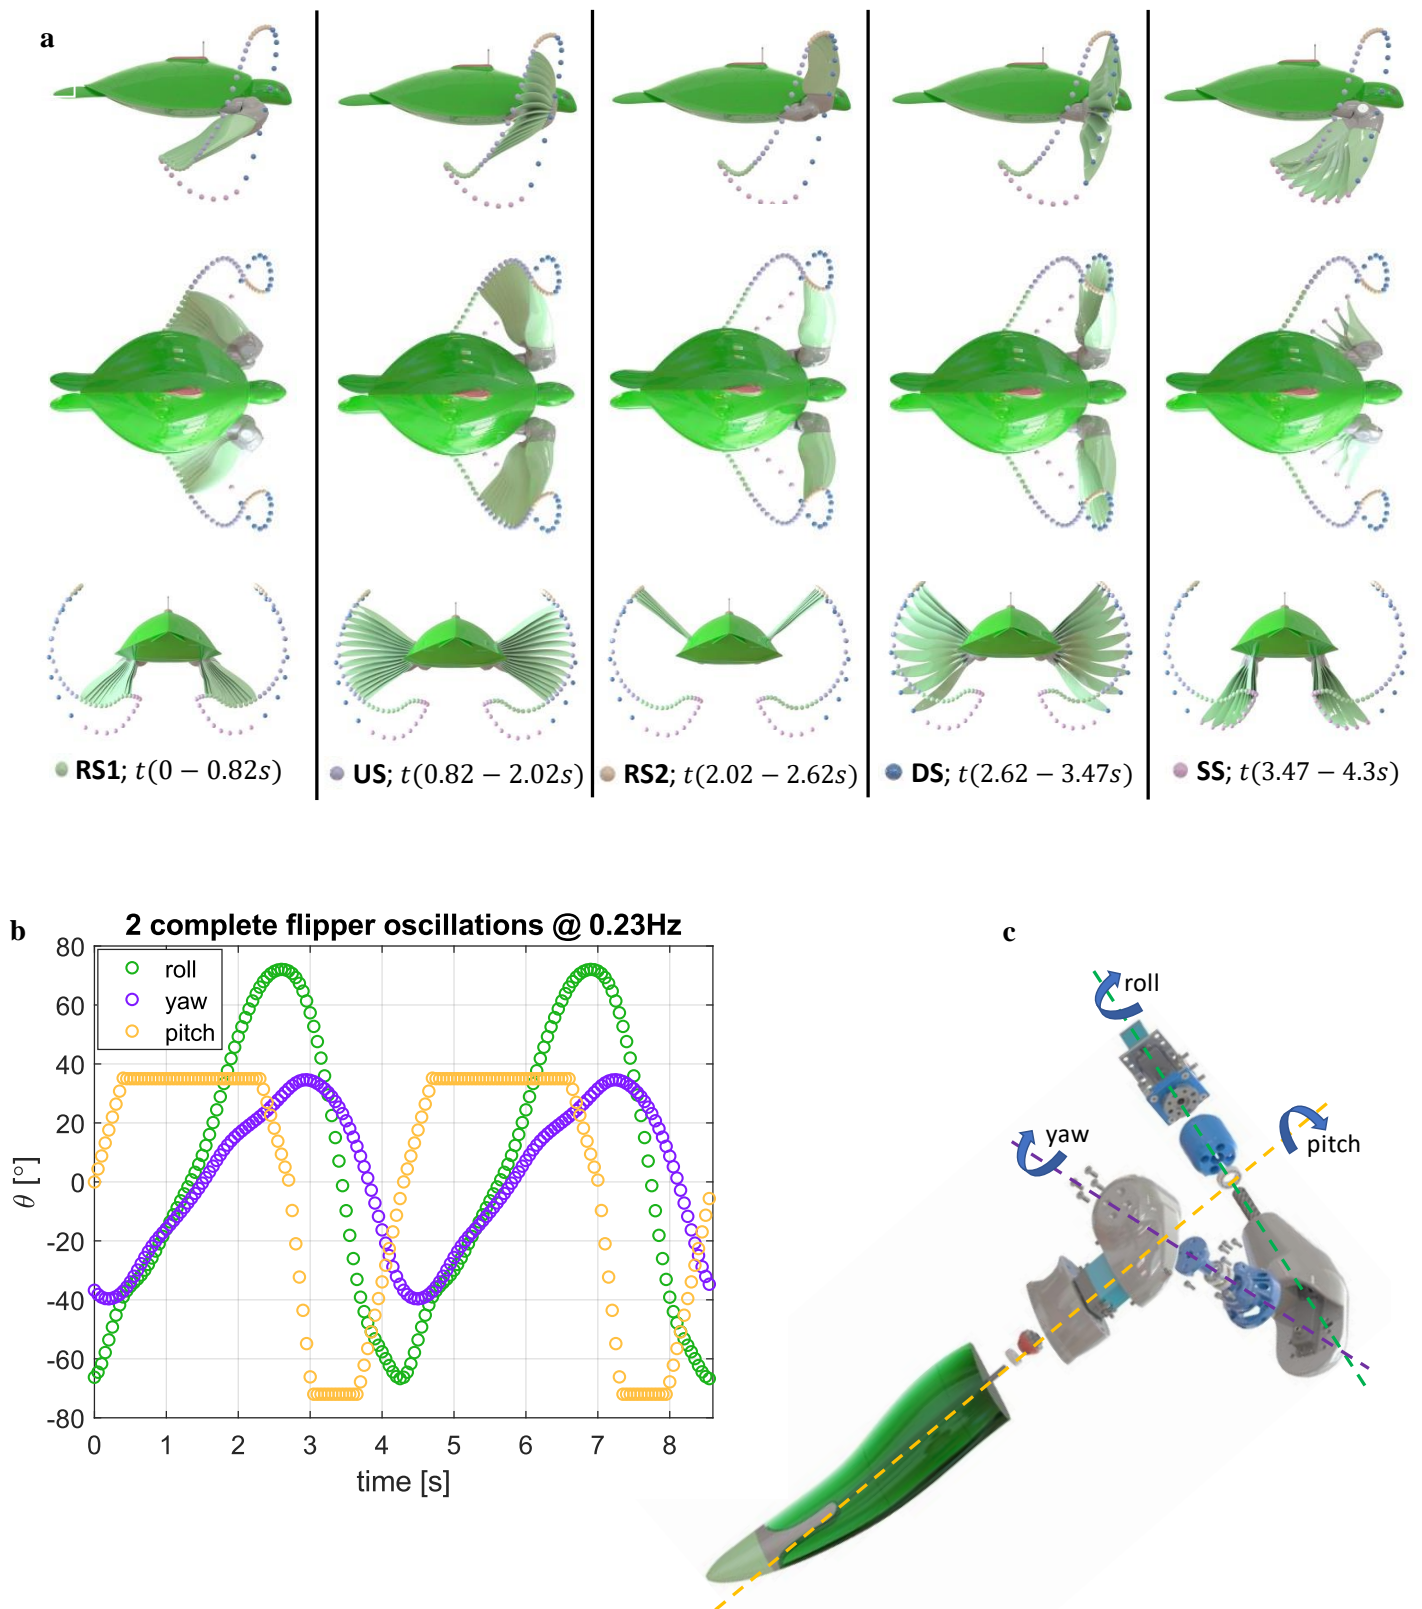 a
RS1; t(0 − 0.82s)
US; t(0.82 − 2.02s)
RS2; t(2.02 − 2.62s)
DS; t(2.62 − 3.47s)
SS; t(3.47 − 4.3s)
b
2 complete flipper oscillations @ 0.23Hz
80
60
40
20
0
-20
-40
-60
-80
θ [°]
roll
yaw
pitch
0 1 2 3 4 5 6 7 8
time [s]
c
roll
yaw
pitch